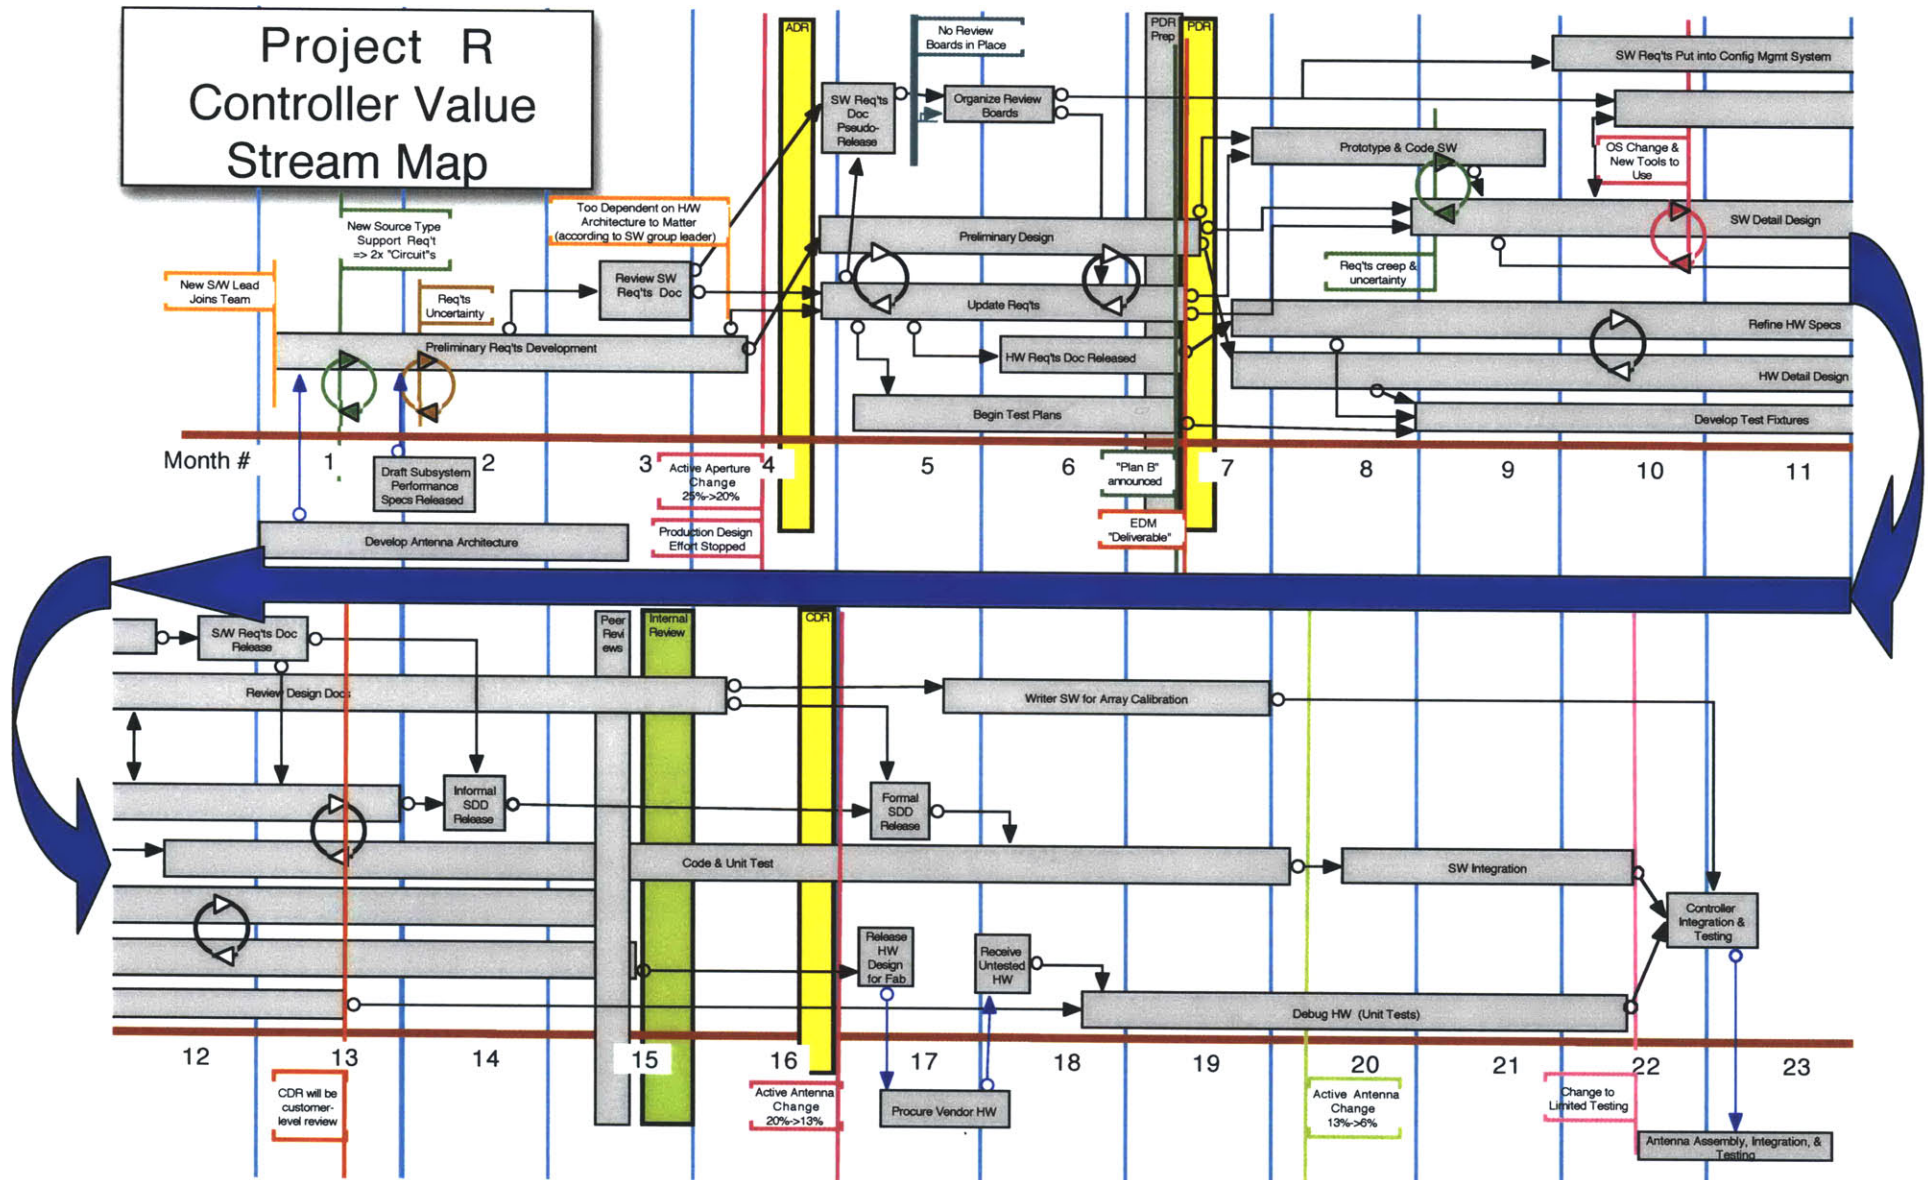 Project R
Controller Value
Stream Map
ADR
No Review
Boards in Place
PDR
Prep
PDR
SW Req'ts Put into Config Mgmt System
SW Req'ts
Doc
Pseudo-
Release
Organize Review
Boards
Prototype & Code SW
OS Change &
New Tools to
Use
New Source Type
Support Req't
=> 2x "Circuit"s
Too Dependent on H/W
Architecture to Matter
(according to SW group leader)
Preliminary Design
SW Detail Design
New S/W Lead
Joins Team
Req'ts
Uncertainty
Review SW
Req'ts Doc
Update Req'ts
Req'ts creep &
uncertainty
Refine HW Specs
Preliminary Req'ts Development
HW Req'ts Doc Released
HW Detail Design
Begin Test Plans
Develop Test Fixtures
Month #
1
2
3
4
5
6
7
8
9
10
11
Draft Subsystem
Performance
Specs Released
Active Aperture
Change
25%->20%
"Plan B"
announced
Develop Antenna Architecture
Production Design
Effort Stopped
EDM
"Deliverable"
S/W Req'ts Doc
Release
Peer
Revi
ews
Internal
Review
CDR
Review Design Docs
Writer SW for Array Calibration
Informal
SDD
Release
Formal
SDD
Release
Code & Unit Test
SW Integration
Controller
Integration &
Testing
Release
HW
Design
for Fab
Receive
Untested
HW
Debug HW (Unit Tests)
12
13
14
15
16
17
18
19
20
21
22
23
CDR will be
customer-
level review
Active Antenna
Change
20%->13%
Procure Vendor HW
Active Antenna
Change
13%->6%
Change to
Limited Testing
Antenna Assembly, Integration, &
Testing